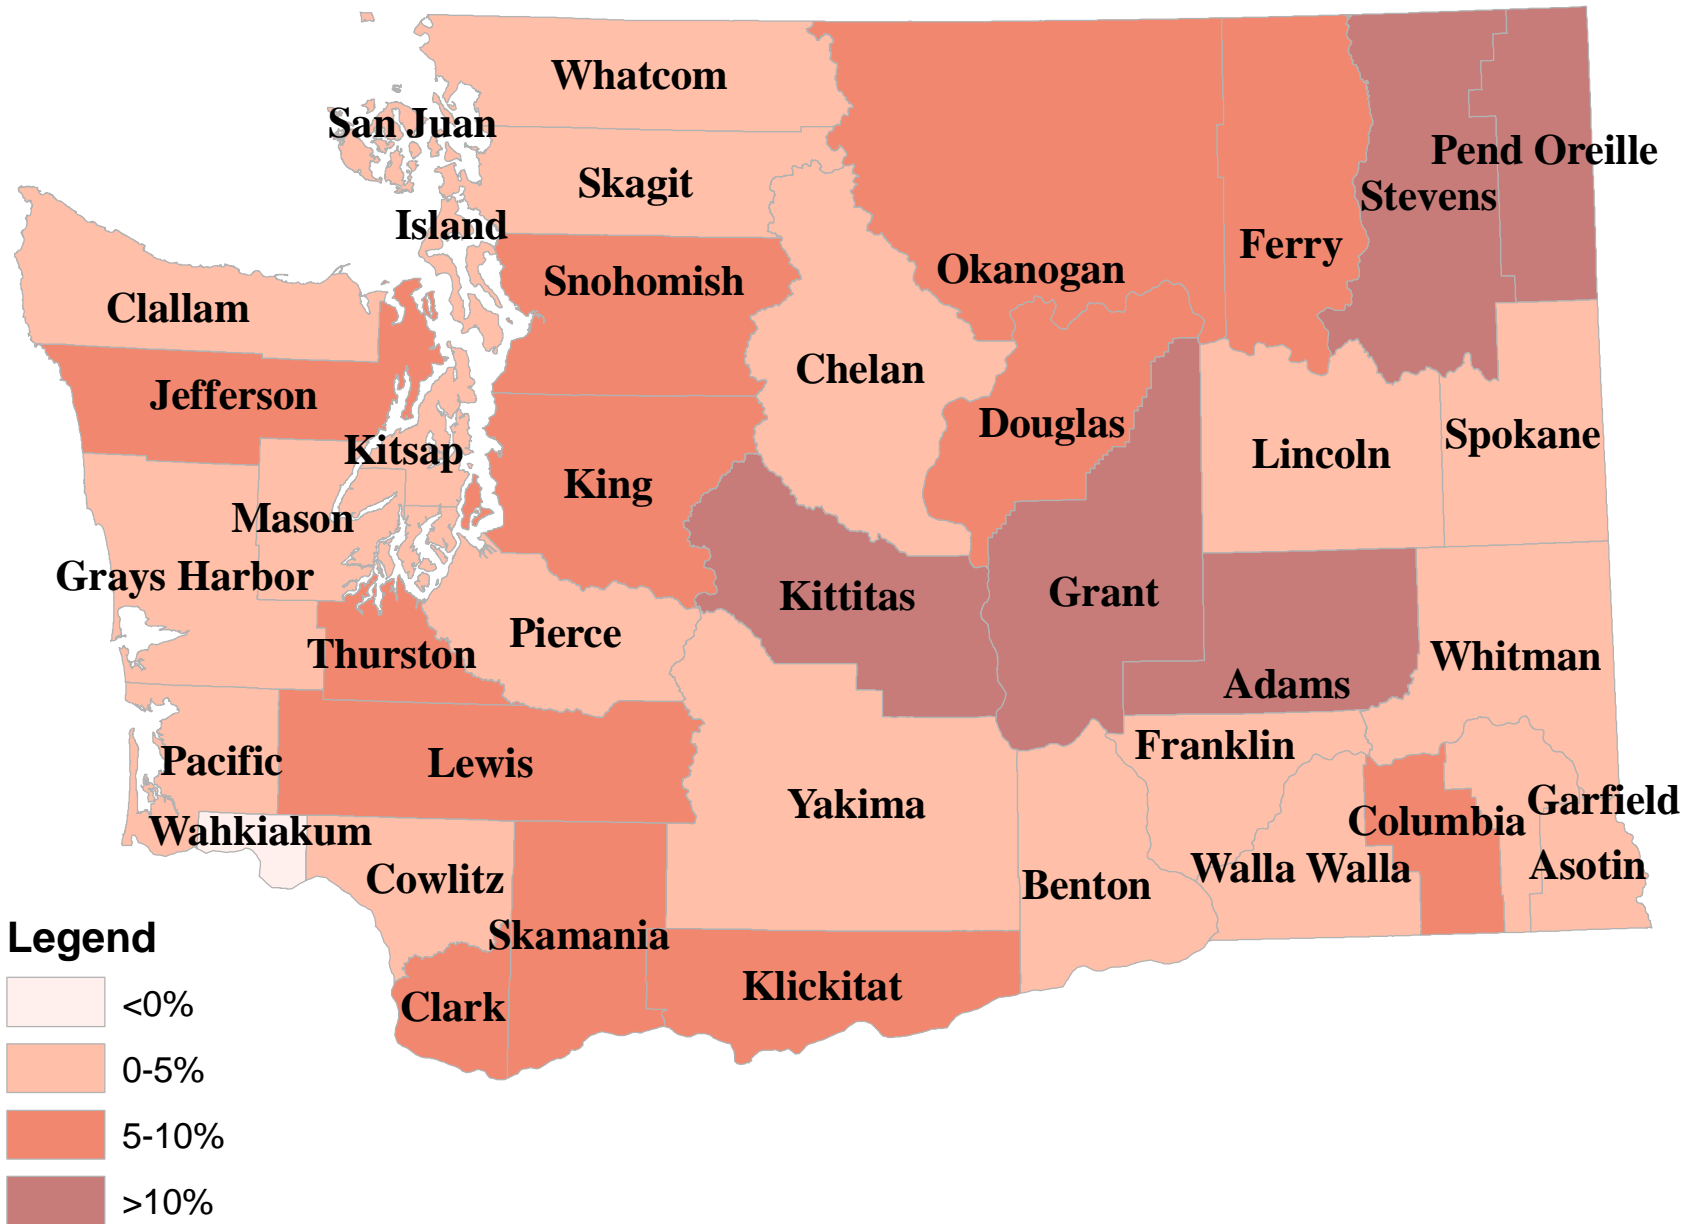 Whatcom
San Juan
Pend Oreille
Skagit
Stevens
Island
Ferry
Okanogan
Snohomish
Clallam
Chelan
Jefferson
Douglas
Spokane
Kitsap
Lincoln
King
Mason
Grays Harbor
Kittitas
Grant
Pierce
Thurston
Whitman
Adams
Franklin
Pacific
Lewis
Yakima
Garfield
Columbia
Wahkiakum
Asotin
Walla Walla
Cowlitz
Benton
Skamania
Klickitat
Clark
Legend
<0%
0-5%
5-10%
>10%